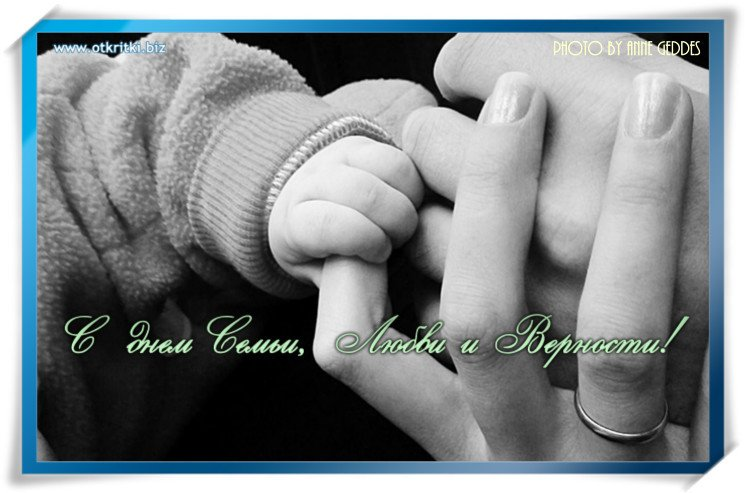 www.otkritki.biz
PHOTO BY ANNE GEDDES
С днем Семьи, Любви и Верности!